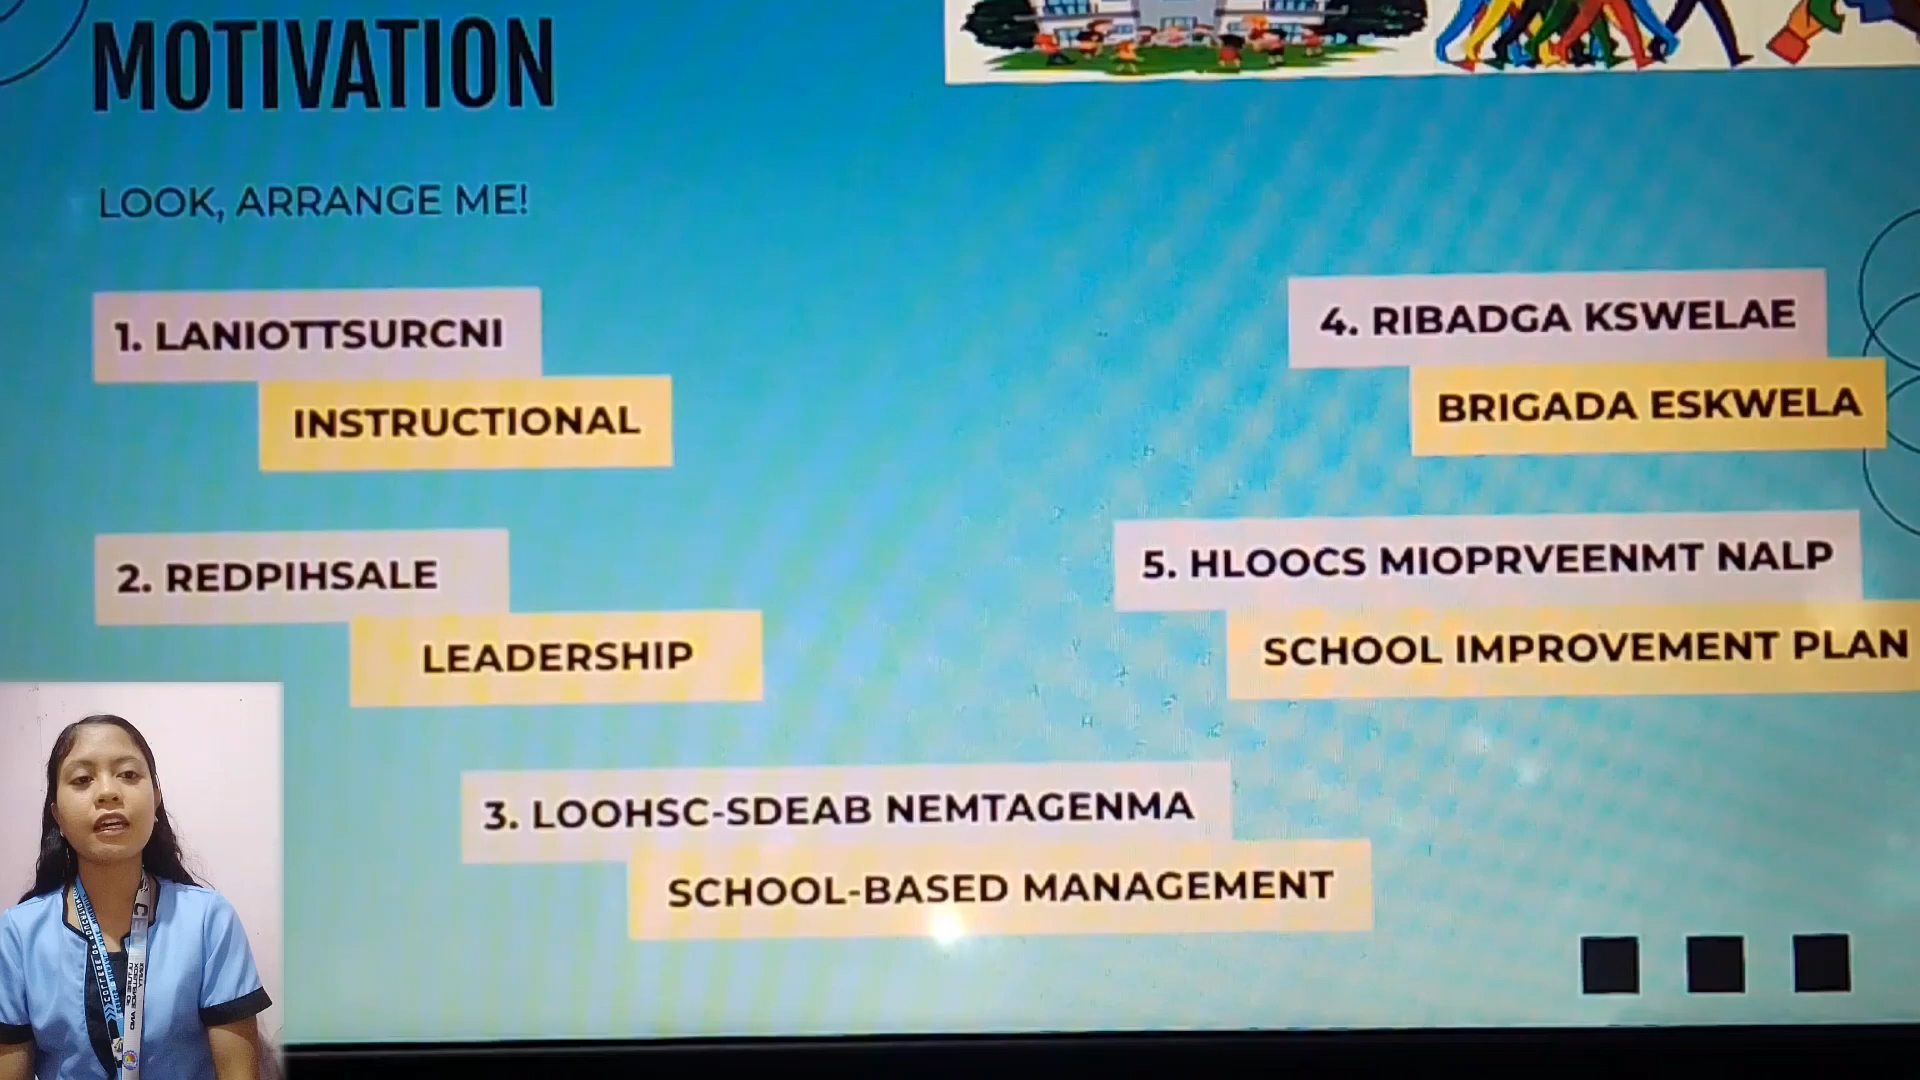 MOTIVATION
LOOK, ARRANGE ME!
1. LANIOTTSURCNI
INSTRUCTIONAL
2. REDPIHSALE
LEADERSHIP
3. LOOHSC-SDEAB NEMTAGENMA
SCHOOL-BASED MANAGEMENT
4. RIBADGA KSWELAE
BRIGADA ESKWELA
5. HLOOCS MIOPRVEENMT NALP
SCHOOL IMPROVEMENT PLAN